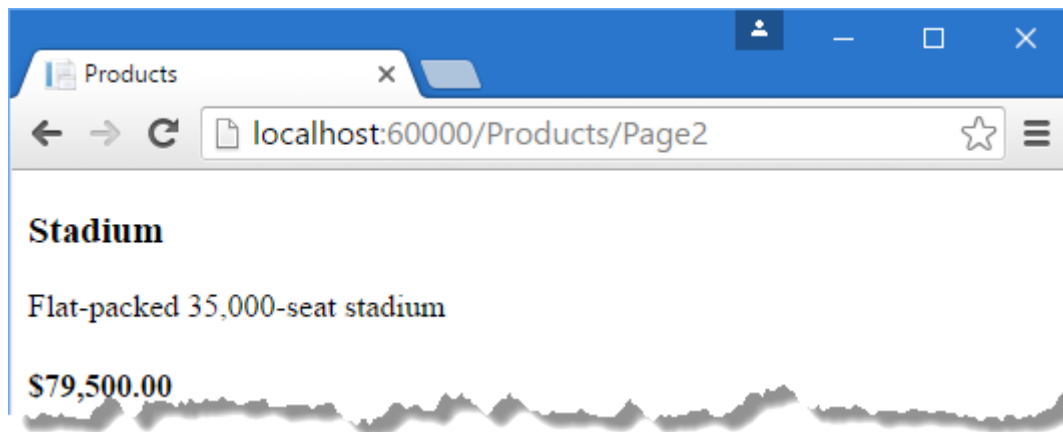 Products
localhost:60000/Products/Page2
Stadium
Flat-packed 35,000-seat stadium
$79,500.00